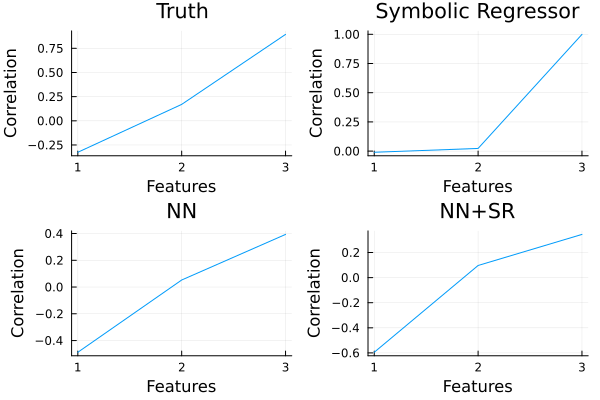 Truth
Correlation
0.75
0.50
0.25
0.00
−0.25
1
2
3
Features
Symbolic Regressor
Correlation
1.00
0.75
0.50
0.25
0.00
1
2
3
Features
NN
Correlation
0.4
0.2
0.0
−0.2
−0.4
1
2
3
Features
NN+SR
Correlation
0.2
0.0
−0.2
−0.4
−0.6
1
2
3
Features